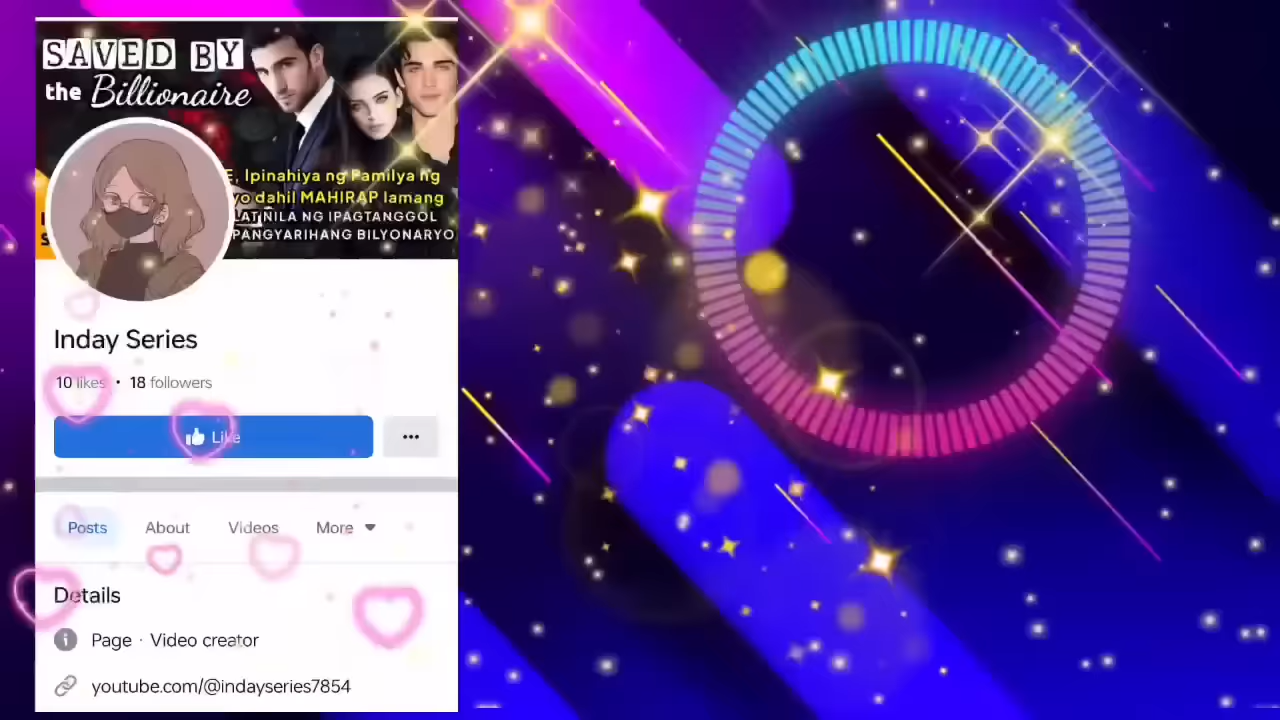 SAVED BY
the Billionaire
E, Ipinahiya ng Pamilya ng
yo dahil MAHIRAP lamang
NILA NG IPAGTANGGOL
PANGYARIHANG BILYONARYO
Inday Series
10 likes • 18 followers
Like
Posts About Videos More
Details
Page · Video creator
youtube.com/@indayseries7854